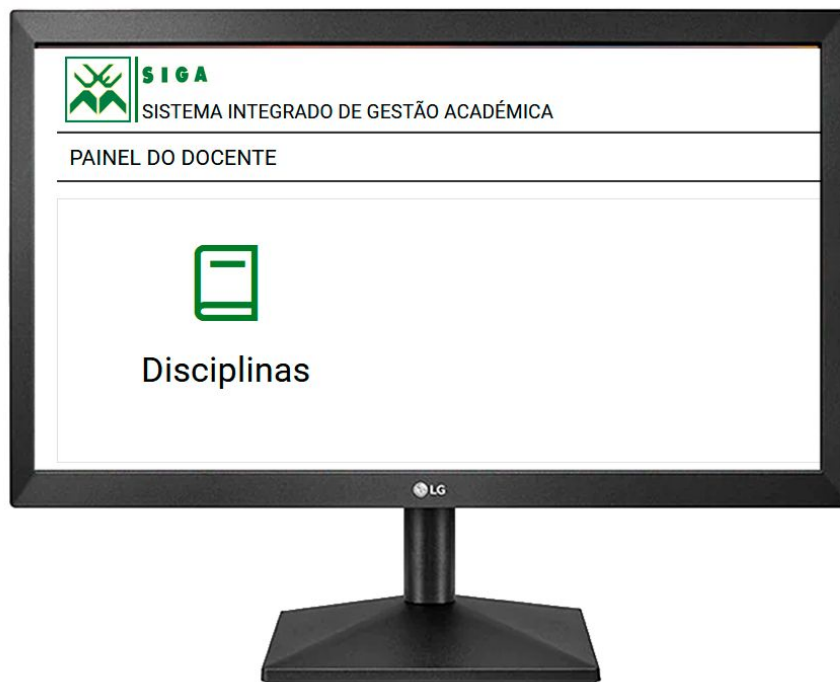 SIGA
SISTEMA INTEGRADO DE GESTÃO ACADÉMICA
PAINEL DO DOCENTE
Disciplinas
LG